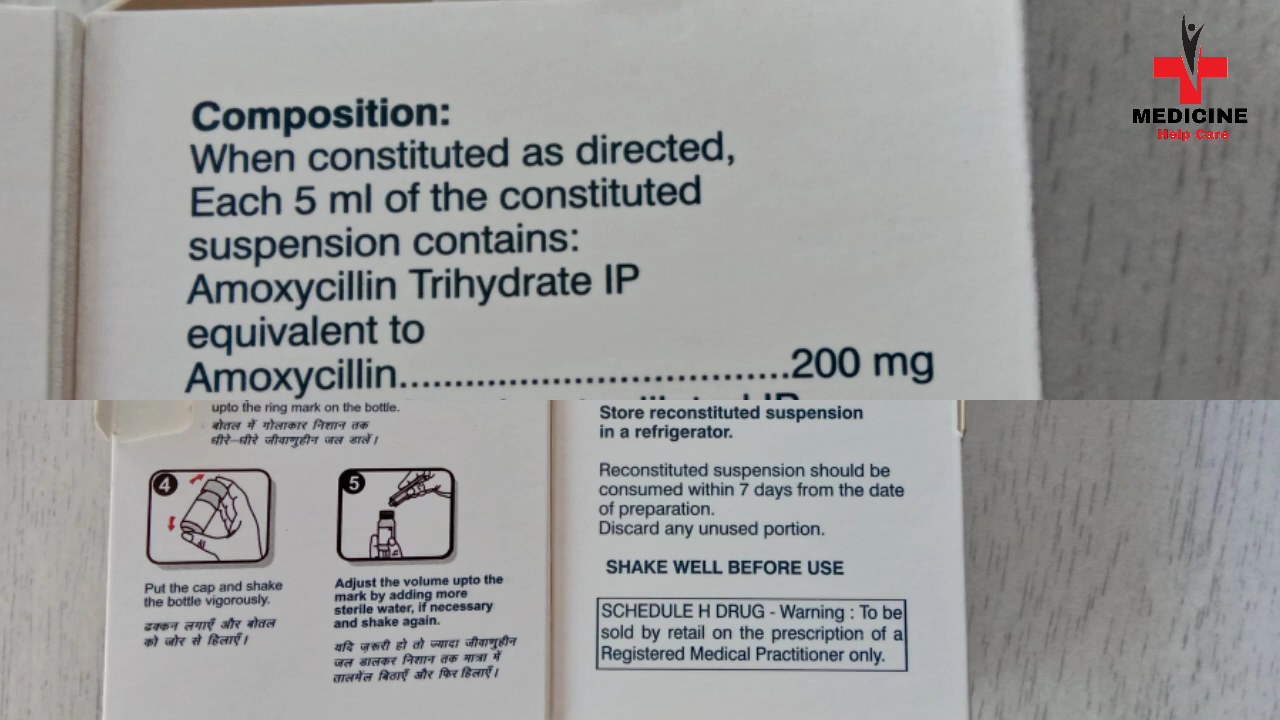 Composition:
When constituted as directed,
Each 5 ml of the constituted
suspension contains:
Amoxycillin Trihydrate IP
equivalent to
Amoxycillin.......................................200 mg
MEDICINE
Help Care
upto the ring mark on the bottle.
बोतल में गोलाकार निशान तक
धीरे-धीरे जीवाणुहीन जल डालें।
4
Put the cap and shake
the bottle vigorously.
ढक्कन लगाएँ और बोतल
को जोर से हिलाएँ।
5
Adjust the volume upto the
mark by adding more
sterile water, if necessary
and shake again.
यदि ज़रूरी हो तो ज्यादा जीवाणुहीन
जल डालकर निशान तक मात्रा में
तालमेल बिठाएँ और फिर हिलाएँ।
Store reconstituted suspension
in a refrigerator.
Reconstituted suspension should be
consumed within 7 days from the date
of preparation.
Discard any unused portion.
SHAKE WELL BEFORE USE
SCHEDULE H DRUG - Warning : To be
sold by retail on the prescription of a
Registered Medical Practitioner only.